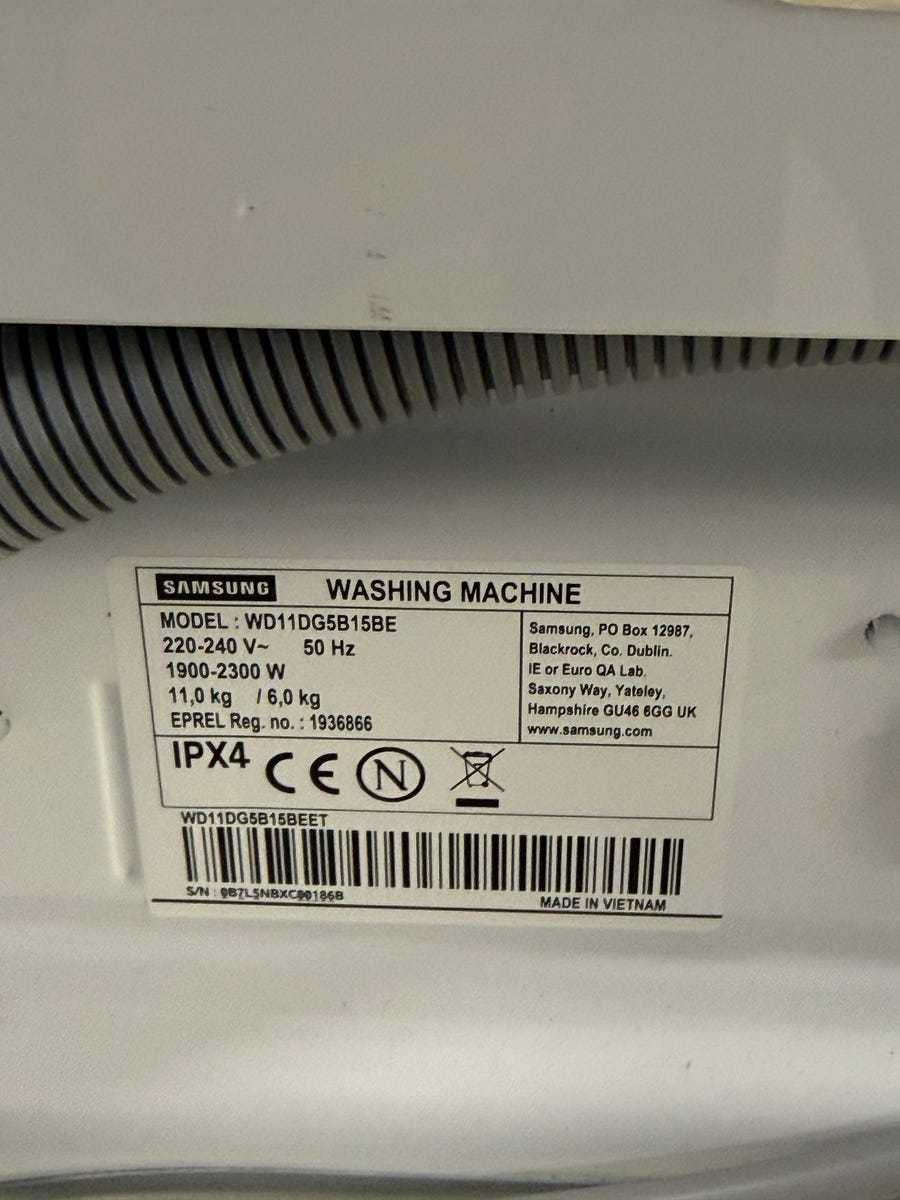 SAMSUNG WASHING MACHINE
MODEL : WD11DG5B15BE
220-240 V~ 50 Hz
1900-2300 W
11,0 kg / 6,0 kg
EPREL Reg. no. : 1936866
Samsung, PO Box 12987,
Blackrock, Co. Dublin.
IE or Euro QA Lab.
Saxony Way, Yateley,
Hampshire GU46 6GG UK
www.samsung.com
IPX4 CE N
WD11DG5B15BEET
S/N :
MADE IN VIETNAM